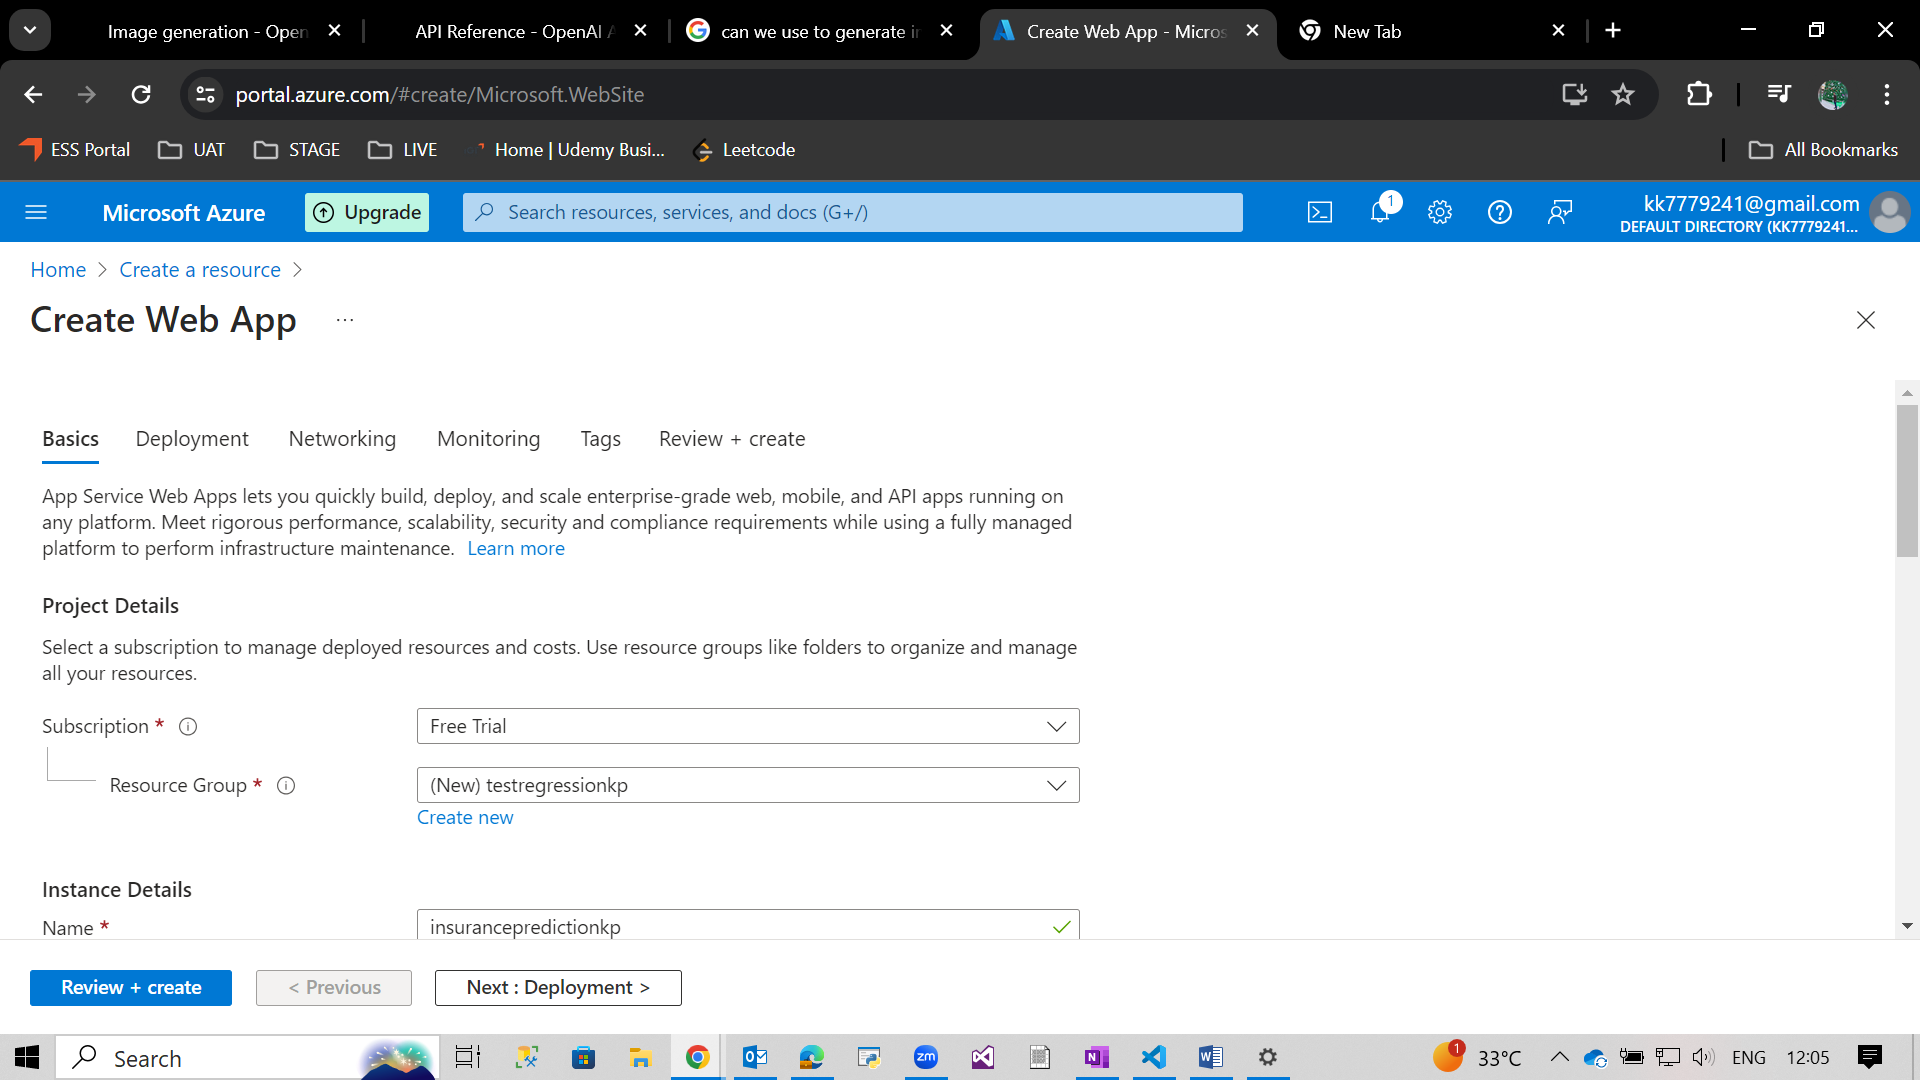 Image generation - Open
API Reference - OpenAI A
can we use to generate in
Create Web App - Micros
New Tab
portal.azure.com/#create/Microsoft.WebSite
ESS Portal
UAT
STAGE
LIVE
Home | Udemy Busi...
Leetcode
All Bookmarks
Microsoft Azure
Upgrade
Search resources, services, and docs (G+/)
1
kk7779241@gmail.com
DEFAULT DIRECTORY (KK7779241...
Home > Create a resource >
Create Web App ...
Basics
Deployment
Networking
Monitoring
Tags
Review + create
App Service Web Apps lets you quickly build, deploy, and scale enterprise-grade web, mobile, and API apps running on
any platform. Meet rigorous performance, scalability, security and compliance requirements while using a fully managed
platform to perform infrastructure maintenance. Learn more
Project Details
Select a subscription to manage deployed resources and costs. Use resource groups like folders to organize and manage
all your resources.
Subscription *
Free Trial
Resource Group *
(New) testregressionkp
Create new
Instance Details
Name *
insurancepredictionkp
Review + create
< Previous
Next : Deployment >
Search
zm
1
33°C
ENG
12:05